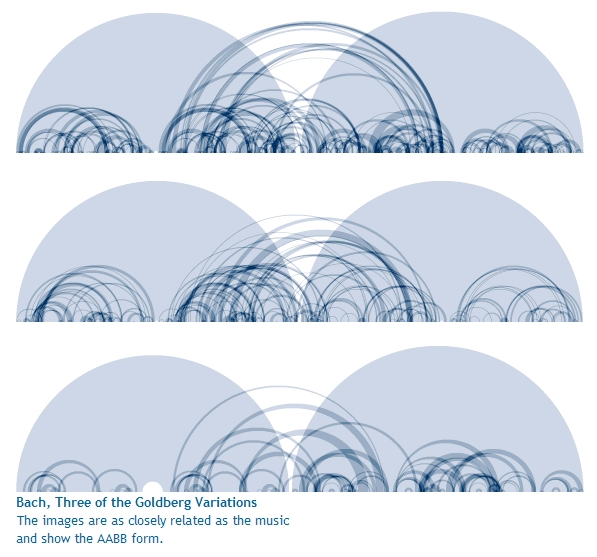 Bach, Three of the Goldberg Variations
The images are as closely related as the music
and show the AABB form.